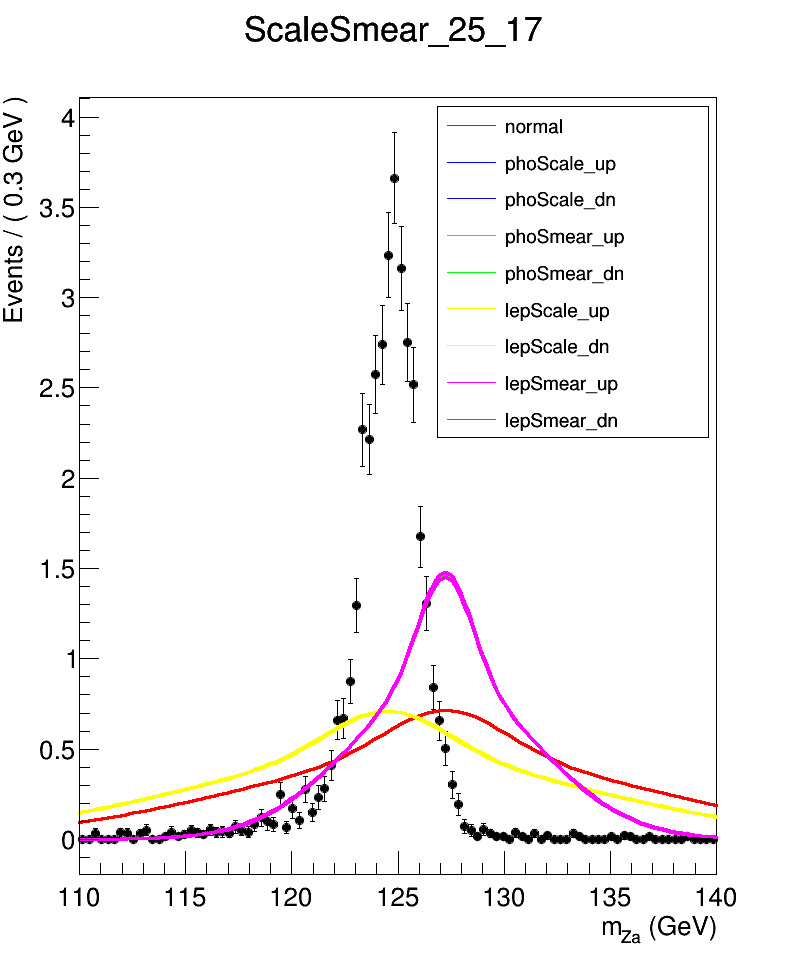 ScaleSmear_25_17
Events / ( 0.3 GeV )
4
3.5
3
2.5
2
1.5
1
0.5
0
normal
phoScale_up
phoScale_dn
phoSmear_up
phoSmear_dn
lepScale_up
lepScale_dn
lepSmear_up
lepSmear_dn
110 115 120 125 130 135 140
mZa (GeV)